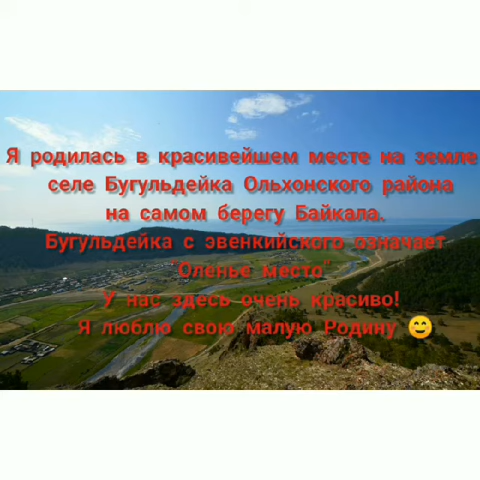 Я родилась в красивейшем месте на земле
селе Бугульдейка Ольхонского района
на самом берегу Байкала.
Бугульдейка с эвенкийского означает
"Оленье место"
У нас здесь очень красиво!
Я люблю свою малую Родину 😊